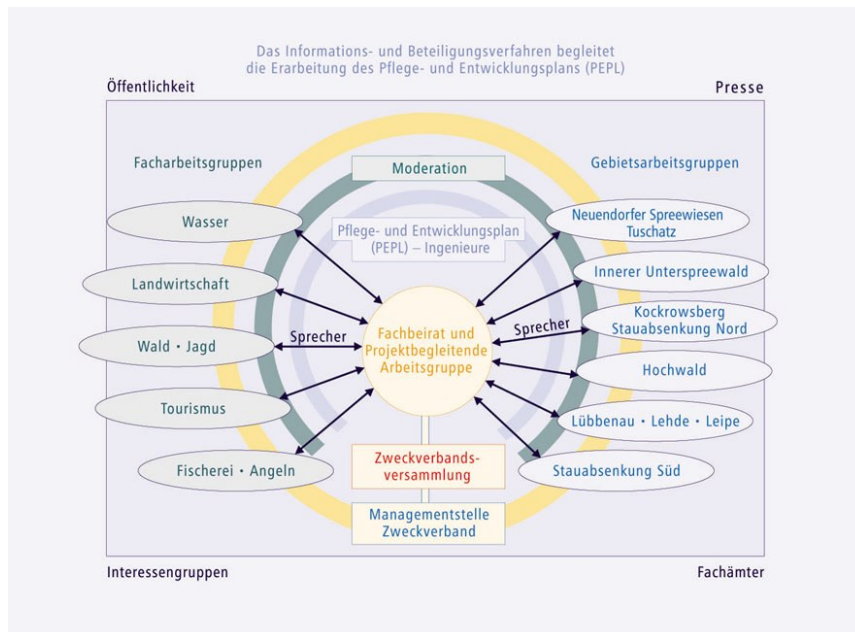 Das Informations- und Beteiligungsverfahren begleitet
die Erarbeitung des Pflege- und Entwicklungsplans (PEPL)
Öffentlichkeit
Presse
Facharbeitsgruppen
Moderation
Gebietsarbeitsgruppen
Wasser
Landwirtschaft
Wald · Jagd
Tourismus
Fischerei · Angeln
Pflege- und Entwicklungsplan
(PEPL) – Ingenieure
Sprecher
Fachbeirat und
Projektbegleitende
Arbeitsgruppe
Sprecher
Neuendorfer Spreewiesen
Tuschatz
Innerer Unterspreewald
Kockrowsberg
Stauabsenkung Nord
Hochwald
Lübbenau · Lehde · Leipe
Stauabsenkung Süd
Zweckverbands-
versammlung
Managementstelle
Zweckverband
Interessengruppen
Fachämter